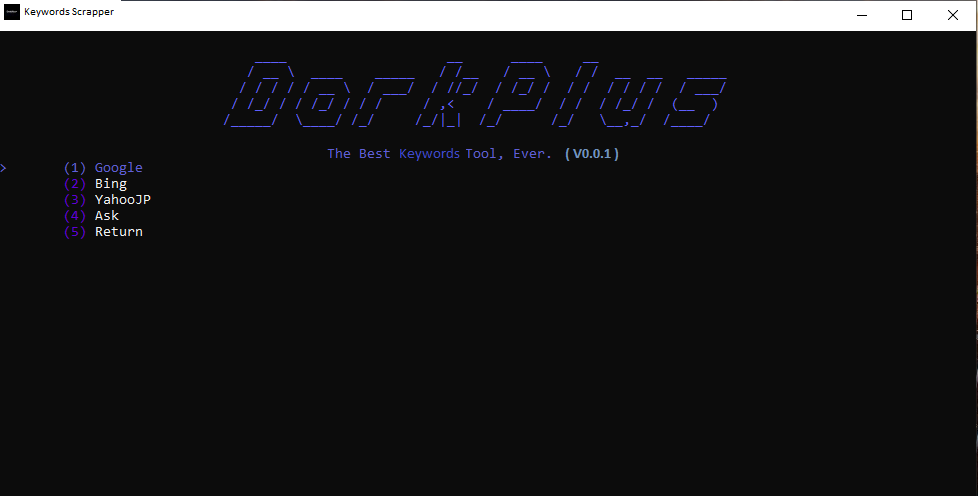 Keywords Scrapper
DorkPlus
The Best Keywords Tool, Ever. ( V0.0.1 )
> (1) Google
(2) Bing
(3) YahooJP
(4) Ask
(5) Return